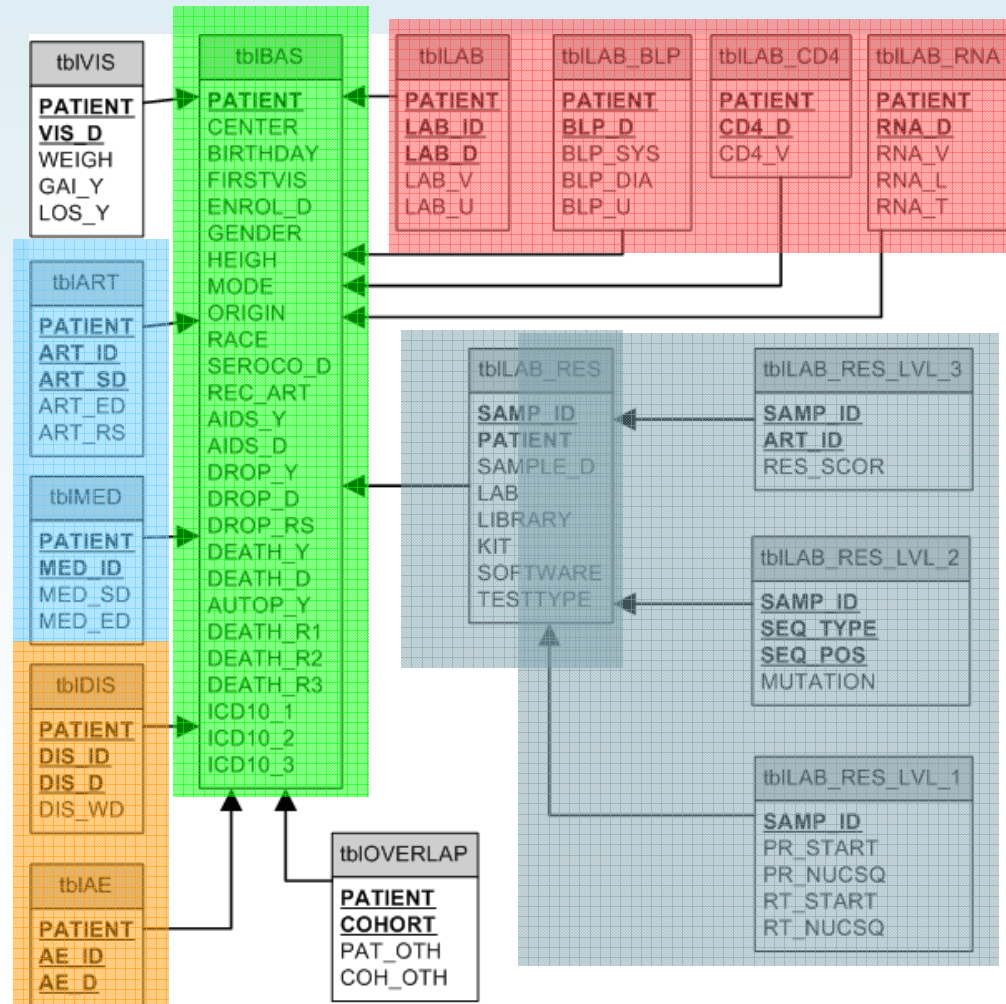 tblVIS
PATIENT
VIS_D
WEIGH
GAI_Y
LOS_Y
tblBAS
PATIENT
CENTER
BIRTHDAY
FIRSTVIS
ENROL_D
GENDER
HEIGH
MODE
ORIGIN
RACE
SEROCO_D
REC_ART
AIDS_Y
AIDS_D
DROP_Y
DROP_D
DROP_RS
DEATH_Y
DEATH_D
AUTOP_Y
DEATH_R1
DEATH_R2
DEATH_R3
ICD10_1
ICD10_2
ICD10_3
tblLAB
PATIENT
LAB_ID
LAB_D
LAB_V
LAB_U
tblLAB_BLP
PATIENT
BLP_D
BLP_SYS
BLP_DIA
BLP_U
tblLAB_CD4
PATIENT
CD4_D
CD4_V
tblLAB_RNA
PATIENT
RNA_D
RNA_V
RNA_L
RNA_T
tblART
PATIENT
ART_ID
ART_SD
ART_ED
ART_RS
tblMED
PATIENT
MED_ID
MED_SD
MED_ED
tblDIS
PATIENT
DIS_ID
DIS_D
DIS_WD
tblAE
PATIENT
AE_ID
AE_D
tblOVERLAP
PATIENT
COHORT
PAT_OTH
COH_OTH
tblLAB_RES
SAMP_ID
PATIENT
SAMPLE_D
LAB
LIBRARY
KIT
SOFTWARE
TESTTYPE
tblLAB_RES_LVL_3
SAMP_ID
ART_ID
RES_SCOR
tblLAB_RES_LVL_2
SAMP_ID
SEQ_TYPE
SEQ_POS
MUTATION
tblLAB_RES_LVL_1
SAMP_ID
PR_START
PR_NUCSQ
RT_START
RT_NUCSQ